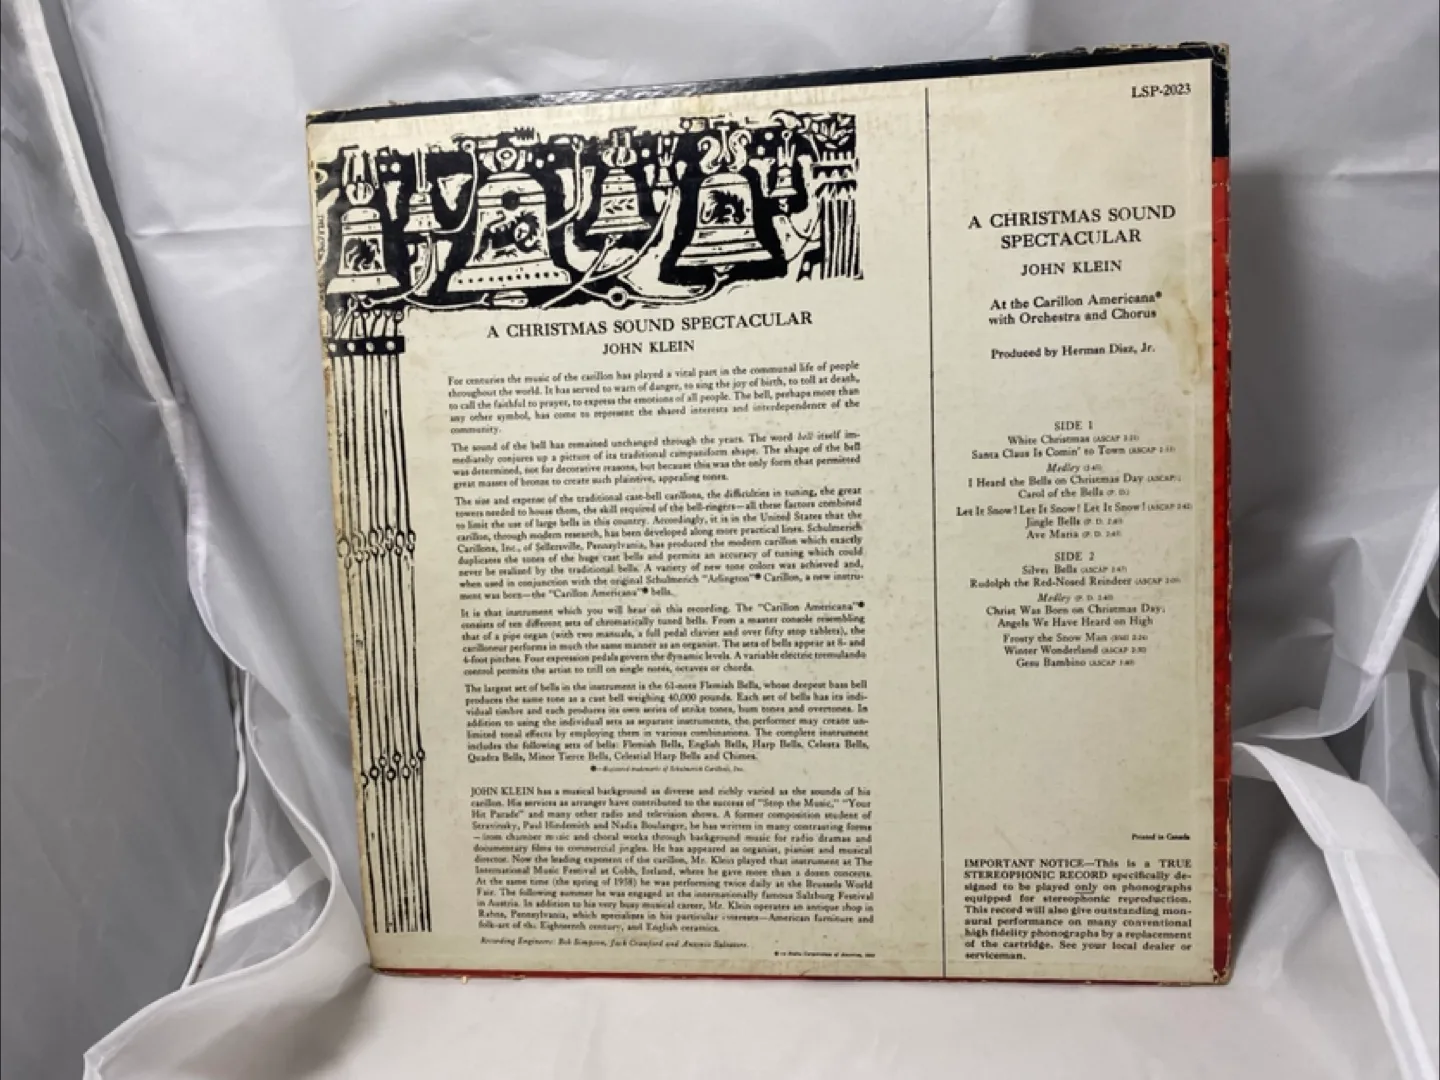 LSP-2023
A CHRISTMAS SOUND SPECTACULAR
JOHN KLEIN
For centuries the music of the carillon has played a vital part in the communal life of people
throughout the world. It has served to warn of danger, to sing the joy of birth, to toll at death,
to call the faithful to prayer, to express the emotions of all people. The bell, perhaps more than
any other symbol, has come to represent the shared interests and interdependence of the
community.
The sound of the bell has remained unchanged through the years. The word bell itself im-
mediately conjures up a picture of its traditional campaniform shape. The shape of the bell
was determined, not for decorative reasons, but because this was the only form that permitted
great masses of bronze to create such plaintive, appealing tones.
The size and expense of the traditional cast-bell carillons, the difficulties in tuning, the great
towers needed to house them, the skill required of the bell-ringers—all these factors combined
to limit the use of large bells in this country. Accordingly, it is in the United States that the
carillon, through modern research, has been developed along more practical lines. Schulmerich
Carillons, Inc., of Sellersville, Pennsylvania, has produced the modern carillon which exactly
duplicates the tones of the huge cast bells and permits an accuracy of tuning which could
never be realized by the traditional bells. A variety of new tone colors was achieved and,
when used in conjunction with the original Schulmerich "Arlington"® Carillon, a new instru-
ment was born—the "Carillon Americana"® bells.
It is that instrument which you will hear on this recording. The "Carillon Americana"®
consists of ten different sets of chromatically tuned bells. From a master console resembling
that of a pipe organ (with two manuals, a full pedal clavier and over fifty stop tablets), the
carillonneur performs in much the same manner as an organist. The sets of bells appear at 8- and
4-foot pitches. Four expression pedals govern the dynamic levels. A variable electric tremulando
control permits the artist to trill on single notes, octaves or chords.
The largest set of bells in the instrument is the 61-note Flemish Bells, whose deepest bass bell
produces the same tone as a cast bell weighing 40,000 pounds. Each set of bells has its indi-
vidual timbre and each produces its own series of strike tones, hum tones and overtones. In
addition to using the individual sets as separate instruments, the performer may create un-
limited tonal effects by employing them in various combinations. The complete instrument
includes the following sets of bells: Flemish Bells, English Bells, Harp Bells, Celesta Bells,
Quadra Bells, Minor Tierce Bells, Celestial Harp Bells and Chimes.
®—Registered trademarks of Schulmerich Carillons, Inc.
JOHN KLEIN has a musical background as diverse and richly varied as the sounds of his
carillon. His services as arranger have contributed to the success of "Stop the Music," "Your
Hit Parade" and many other radio and television shows. A former composition student of
Stravinsky, Paul Hindemith and Nadia Boulanger, he has written in many contrasting forms
—from chamber music and choral works through background music for radio dramas and
documentary films to commercial jingles. He has appeared as organist, pianist and musical
director. Now the leading exponent of the carillon, Mr. Klein played that instrument at The
International Music Festival at Cobh, Ireland, where he gave more than a dozen concerts.
At the same time (the spring of 1958) he was performing twice daily at the Brussels World
Fair. The following summer he was engaged at the internationally famous Salzburg Festival
in Austria. In addition to his very busy musical career, Mr. Klein operates an antique shop in
Rahns, Pennsylvania, which specializes in his particular interests—American furniture and
folk-art of the Eighteenth century, and English ceramics.
Recording Engineers: Bob Simpson, Jack Crawford and Antonio Salvatore.
A CHRISTMAS SOUND
SPECTACULAR
JOHN KLEIN
At the Carillon Americana®
with Orchestra and Chorus
Produced by Herman Diaz, Jr.
SIDE 1
White Christmas (ASCAP
Santa Claus Is Comin' to Town (ASCAP
Medley
I Heard the Bells on Christmas Day (ASCAP);
Carol of the Bells (P. D.)
Let It Snow! Let It Snow! Let It Snow! (ASCAP 2:42)
Jingle Bells (P. D.
Ave Maria (P. D.
SIDE 2
Silver Bells (ASCAP
Rudolph the Red-Nosed Reindeer (ASCAP
Medley (P. D.
Christ Was Born on Christmas Day;
Angels We Have Heard on High
Frosty the Snow Man
Winter Wonderland (ASCAP
Gesu Bambino (ASCAP
Printed in Canada
IMPORTANT NOTICE—This is a TRUE
STEREOPHONIC RECORD specifically de-
signed to be played only on phonographs
equipped for stereophonic reproduction.
This record will also give outstanding mon-
aural performance on many conventional
high fidelity phonographs by a replacement
of the cartridge. See your local dealer or
serviceman.